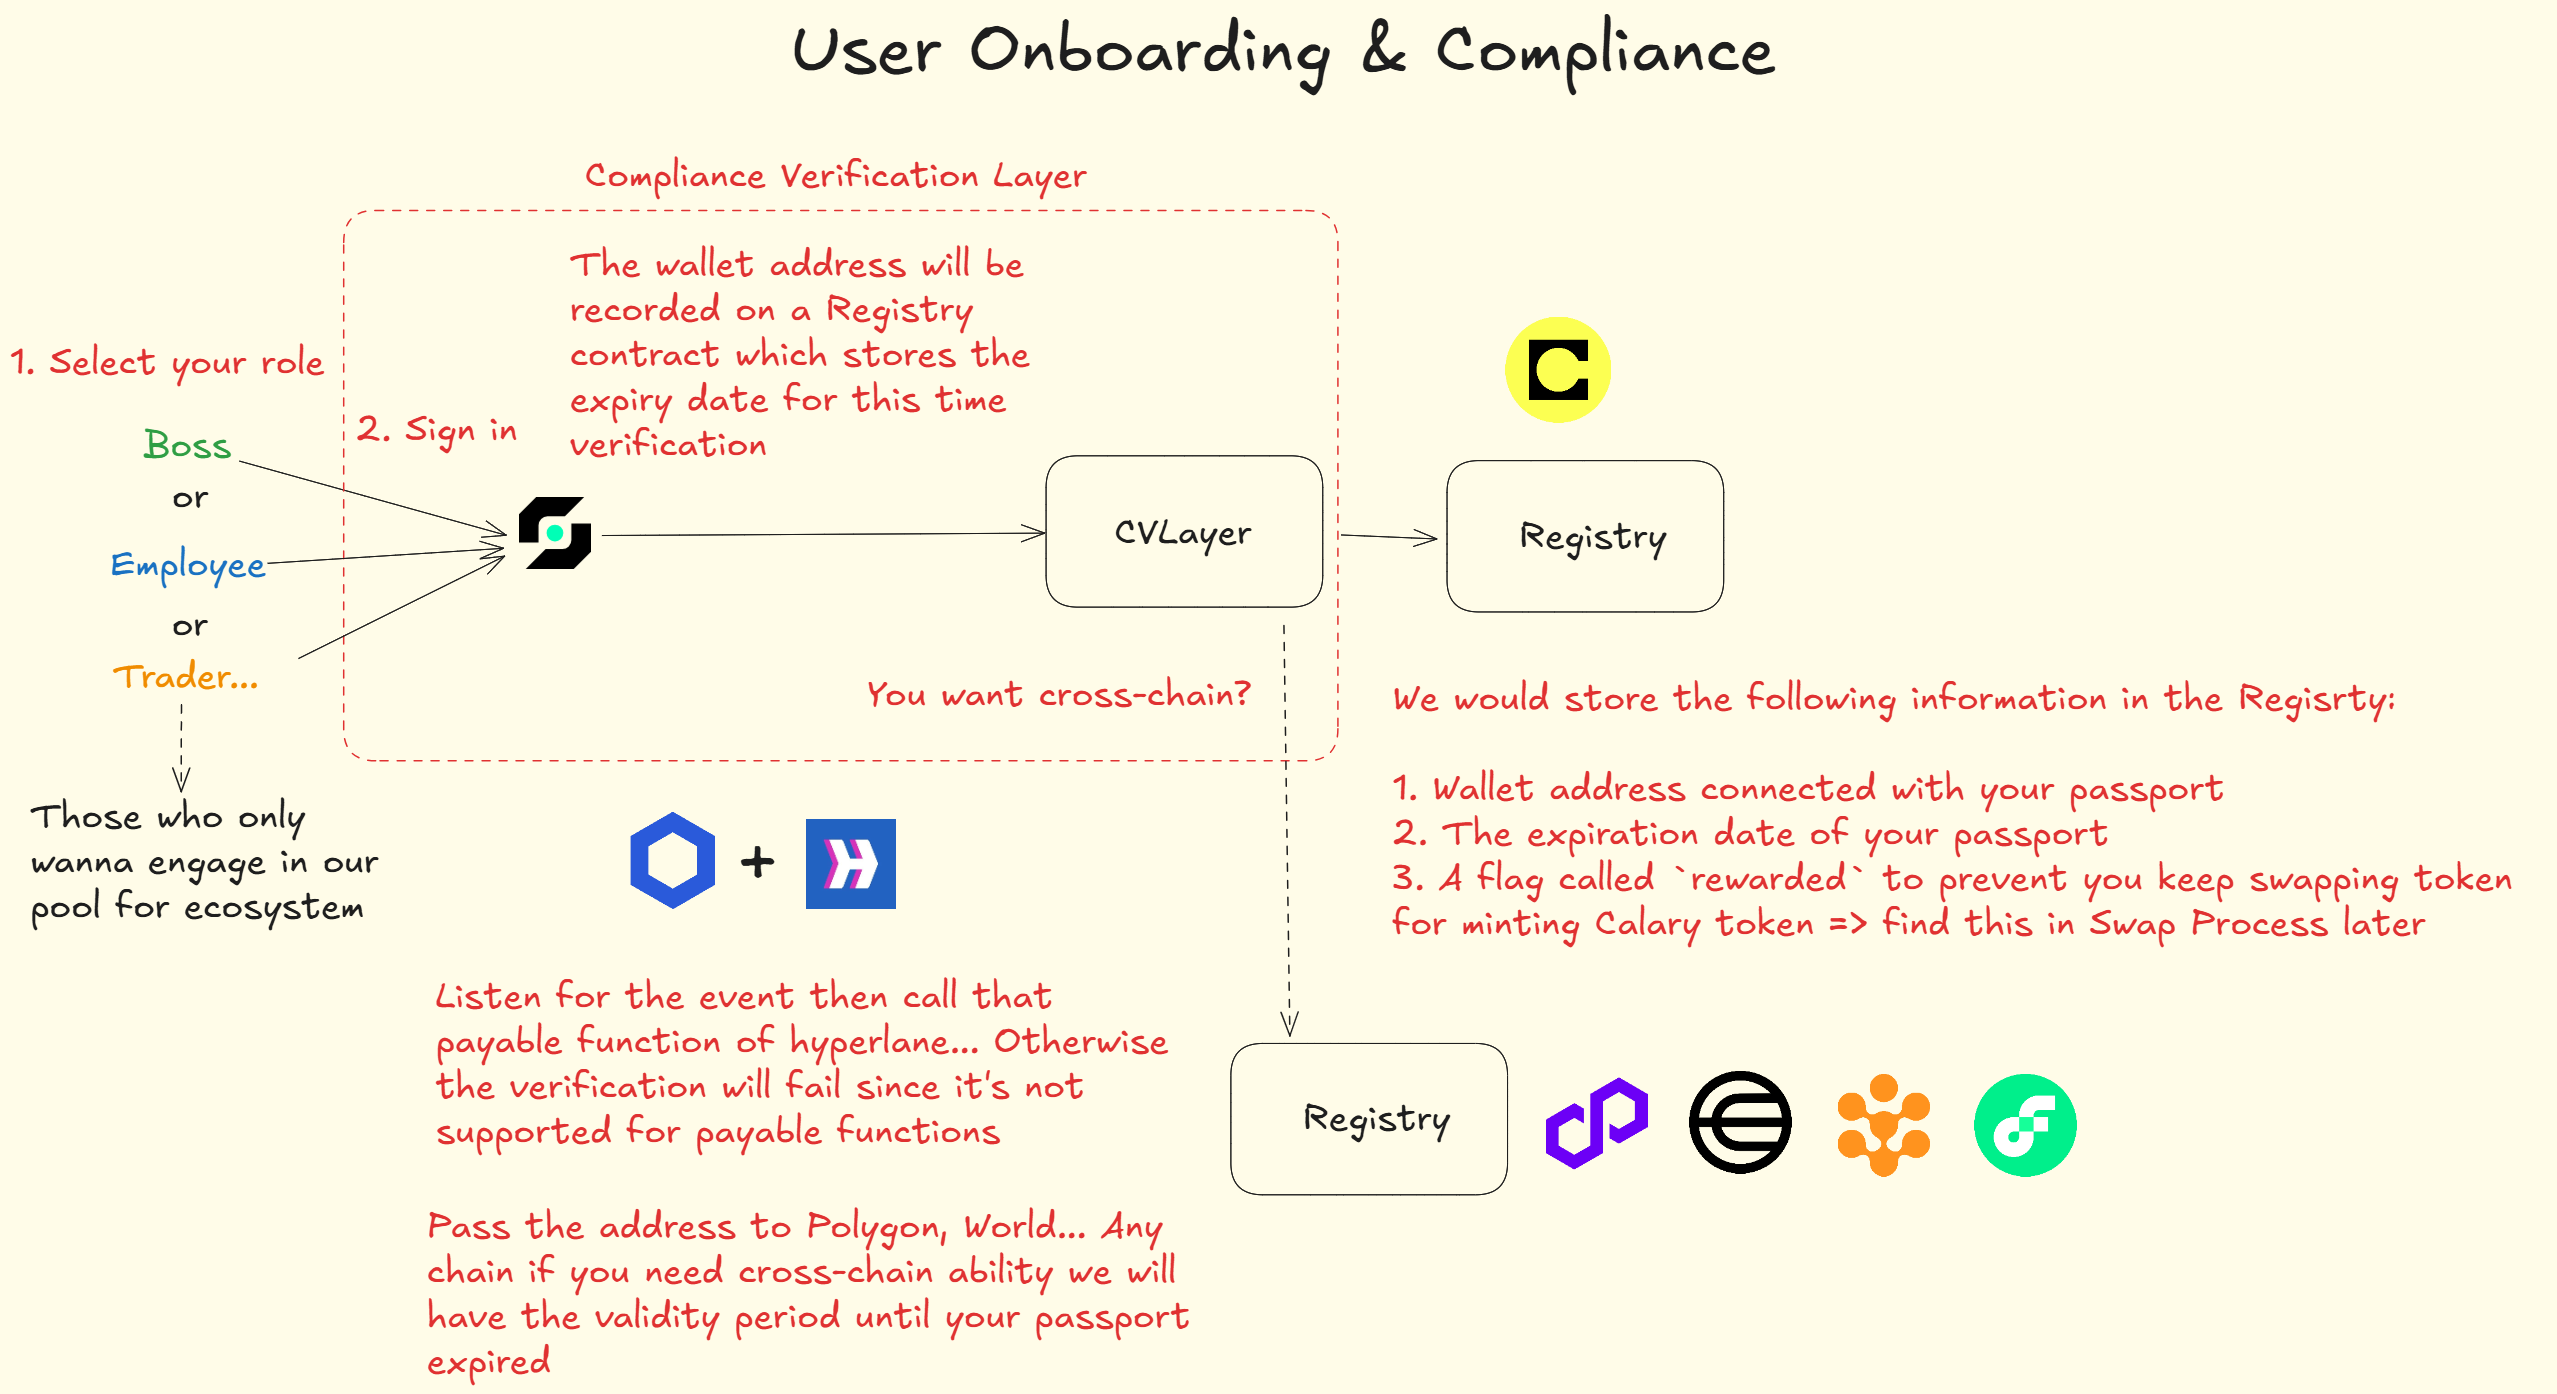 User Onboarding & Compliance
Compliance Verification Layer
The wallet address will be
recorded on a Registry
contract which stores the
expiry date for this time
verification
1. Select your role
2. Sign in
Boss
or
Employee
or
Trader...
CVLayer
Registry
You want cross-chain?
Those who only
wanna engage in our
pool for ecosystem
+
We would store the following information in the Regisrty:
1. Wallet address connected with your passport
2. The expiration date of your passport
3. A flag called `rewarded` to prevent you keep swapping token
for minting Calary token => find this in Swap Process later
Listen for the event then call that
payable function of hyperlane... Otherwise
the verification will fail since it's not
supported for payable functions
Registry
Pass the address to Polygon, World... Any
chain if you need cross-chain ability we will
have the validity period until your passport
expired